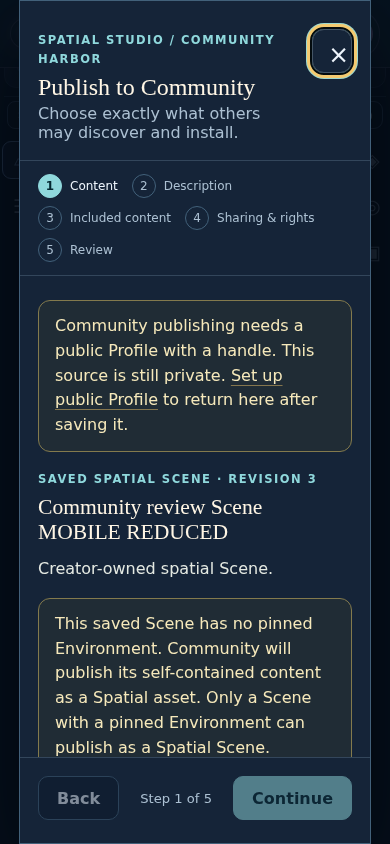 SPATIAL STUDIO / COMMUNITY
HARBOR
Publish to Community
Choose exactly what others
may discover and install.
×
1 Content 2 Description
3 Included content 4 Sharing & rights
5 Review
Community publishing needs a
public Profile with a handle. This
source is still private. Set up
public Profile to return here after
saving it.
SAVED SPATIAL SCENE · REVISION 3
Community review Scene
MOBILE REDUCED
Creator-owned spatial Scene.
This saved Scene has no pinned
Environment. Community will
publish its self-contained content
as a Spatial asset. Only a Scene
with a pinned Environment can
publish as a Spatial Scene.
Back Step 1 of 5 Continue